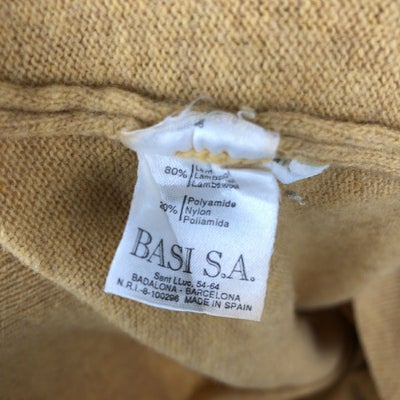 80%
Lambswool
20% Polyamide
Nylon
Poliamida
BASI S.A.
Sant LLuc, 54-64
BADALONA - BARCELONA
N.R.I.-8-100296 MADE IN SPAIN